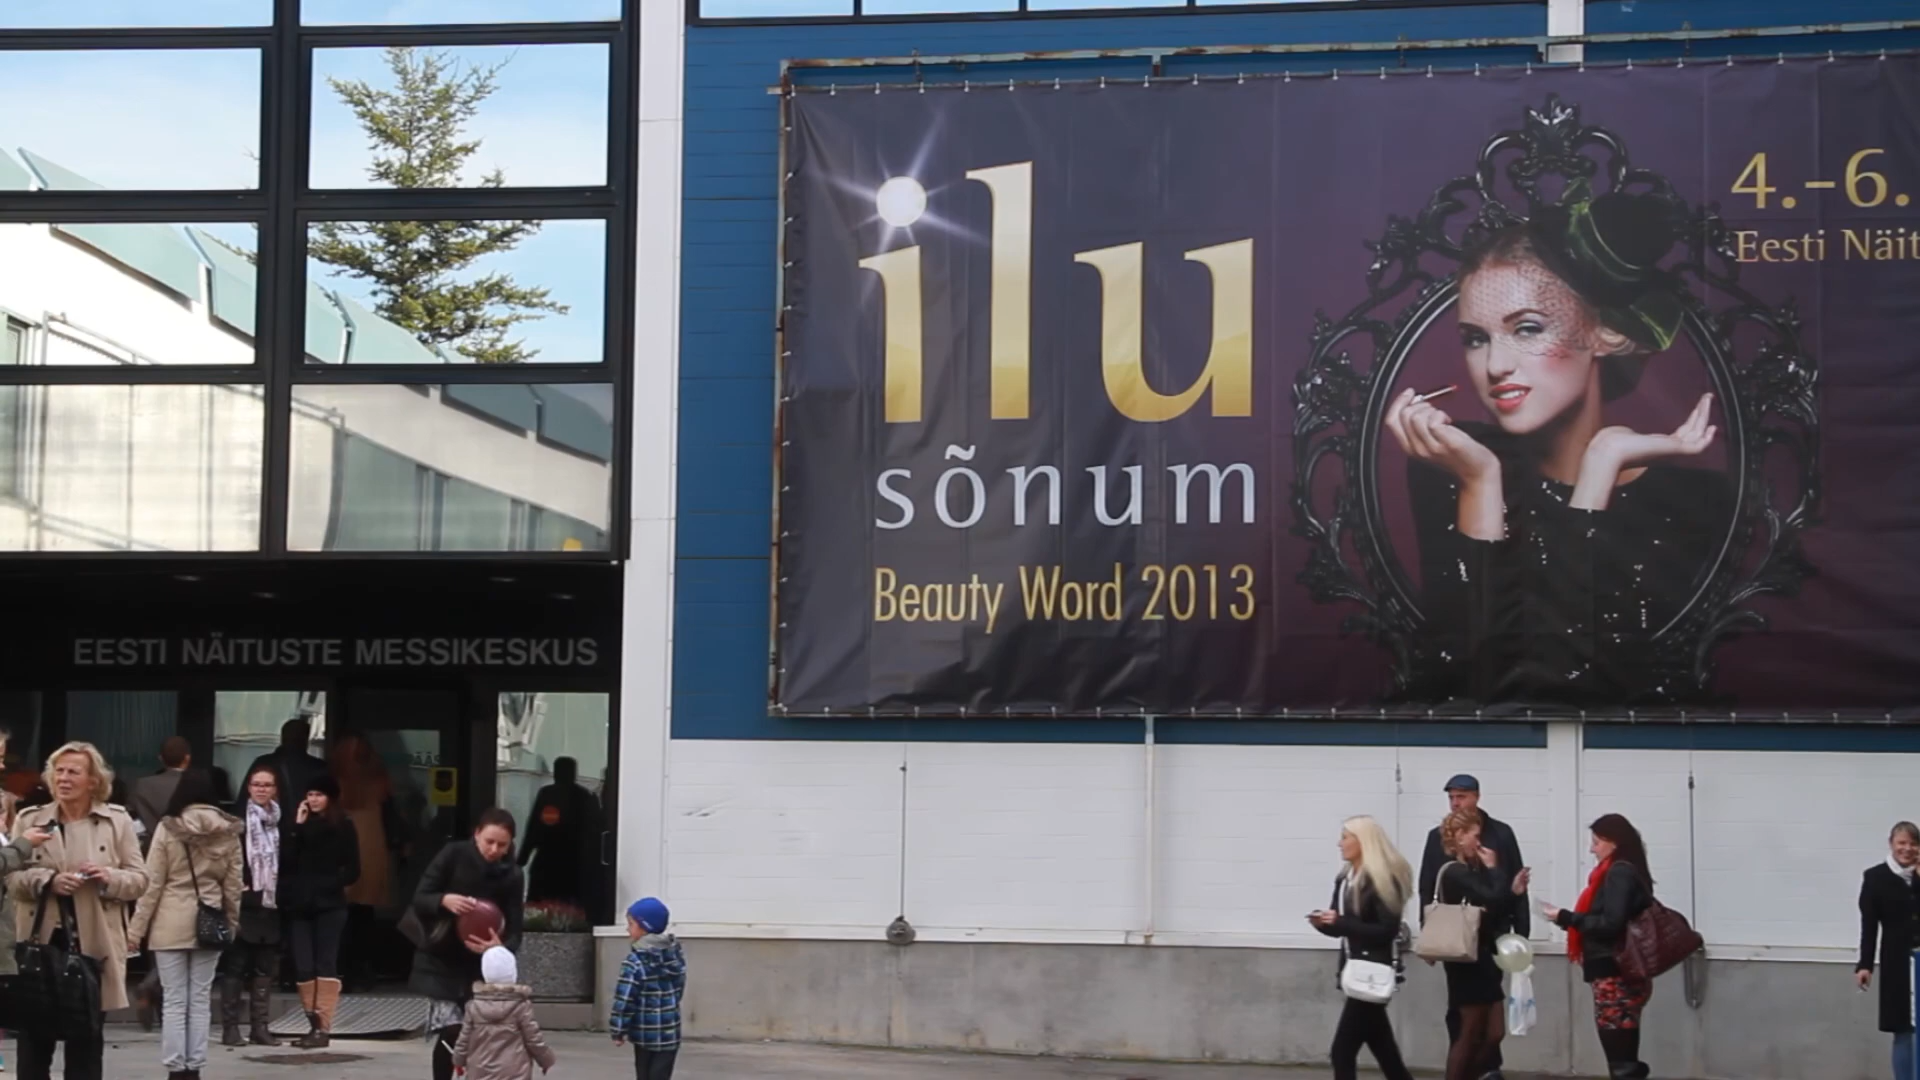 ilu
sõnum
Beauty Word 2013
4.-6.
Eesti Näit
EESTI NÄITUSTE MESSIKESKUS